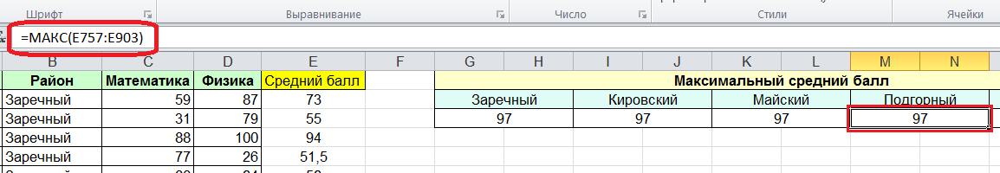 Шрифт Выравнивание Число Стили Ячейки
=МАКС(E757:E903)
B C D E F G H I J K L M N
Район Математика Физика Средний балл Максимальный средний балл
Заречный 59 87 73 Заречный Кировский Майский Подгорный
Заречный 31 79 55 97 97 97 97
Заречный 88 100 94
Заречный 77 26 51,5